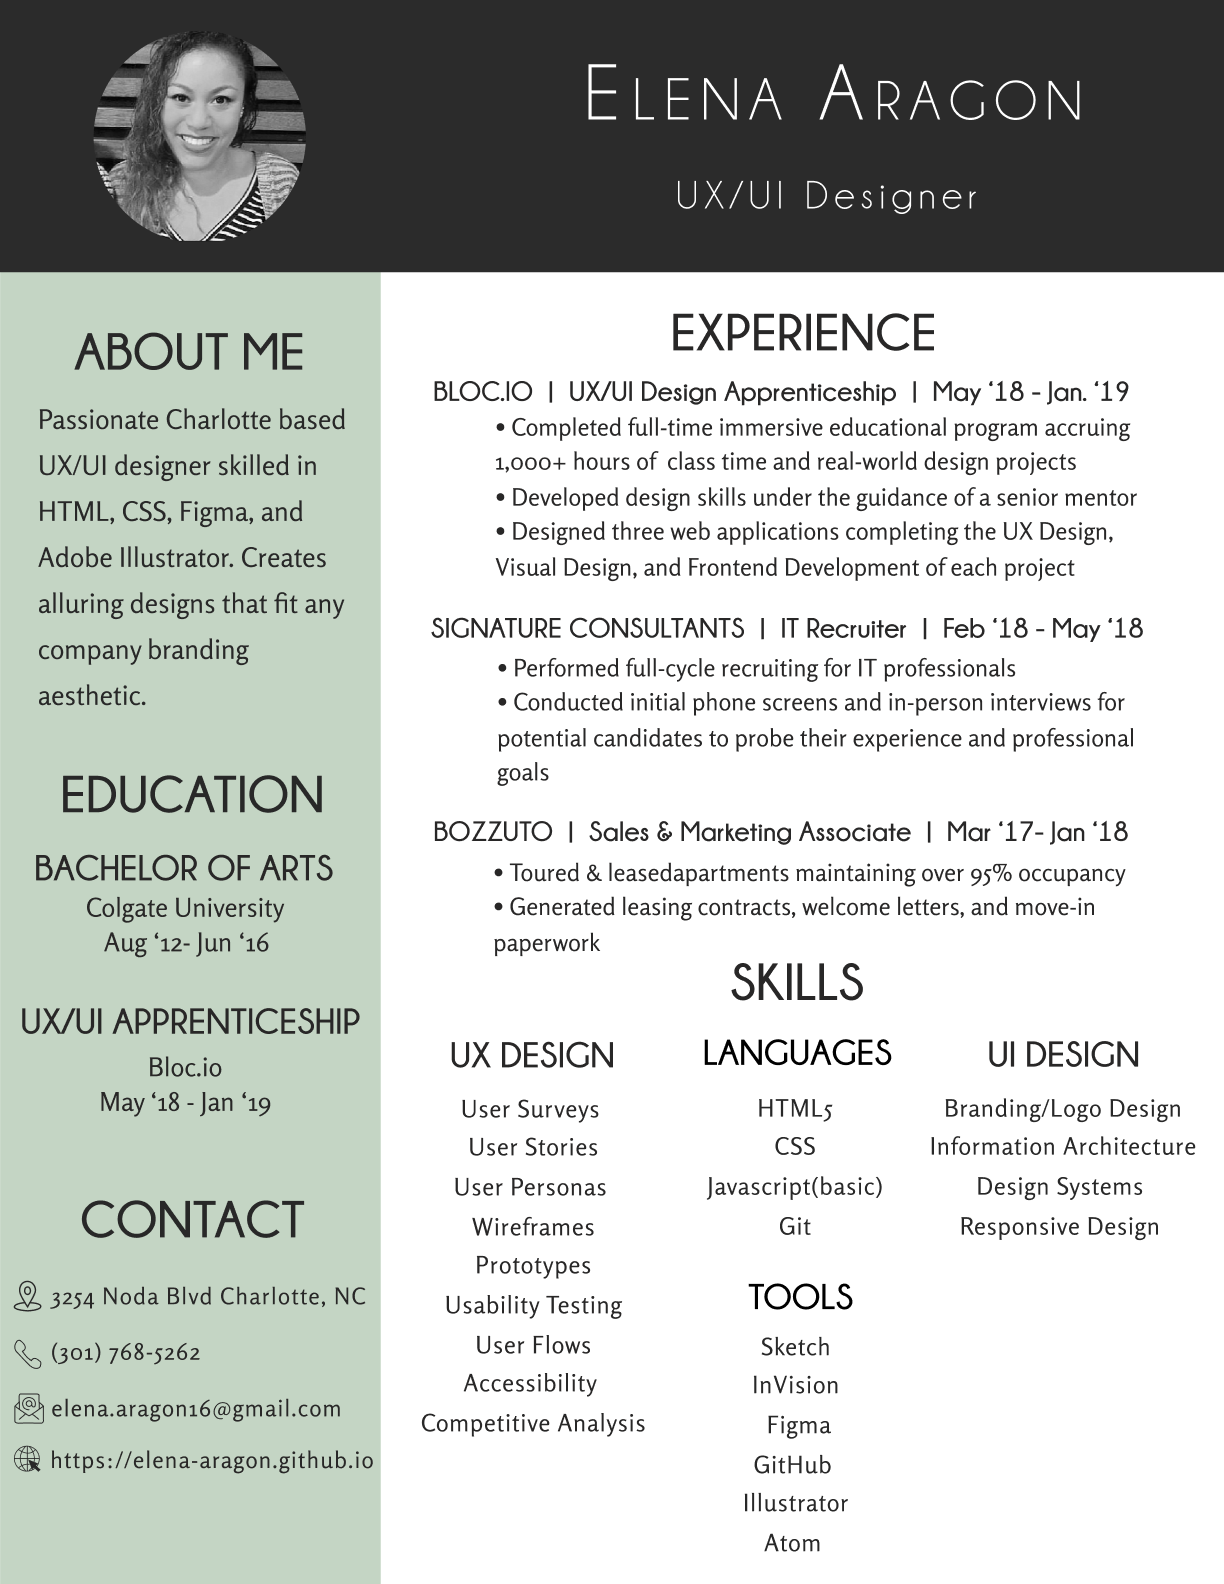 Elena Aragon
UX/UI Designer
ABOUT ME
Passionate Charlotte based
UX/UI designer skilled in
HTML, CSS, Figma, and
Adobe Illustrator. Creates
alluring designs that fit any
company branding
aesthetic.
EDUCATION
BACHELOR OF ARTS
Colgate University
Aug ‘12- Jun ‘16
UX/UI APPRENTICESHIP
Bloc.io
May ‘18 - Jan ‘19
CONTACT
3254 Noda Blvd Charlotte, NC
(301) 768-5262
elena.aragon16@gmail.com
https://elena-aragon.github.io
EXPERIENCE
BLOC.IO | UX/UI Design Apprenticeship | May ‘18 - Jan. ‘19
• Completed full-time immersive educational program accruing
1,000+ hours of class time and real-world design projects
• Developed design skills under the guidance of a senior mentor
• Designed three web applications completing the UX Design,
Visual Design, and Frontend Development of each project
SIGNATURE CONSULTANTS | IT Recruiter | Feb ‘18 - May ‘18
• Performed full-cycle recruiting for IT professionals
• Conducted initial phone screens and in-person interviews for
potential candidates to probe their experience and professional
goals
BOZZUTO | Sales & Marketing Associate | Mar ‘17- Jan ‘18
• Toured & leasedapartments maintaining over 95% occupancy
• Generated leasing contracts, welcome letters, and move-in
paperwork
SKILLS
UX DESIGN
User Surveys
User Stories
User Personas
Wireframes
Prototypes
Usability Testing
User Flows
Accessibility
Competitive Analysis
LANGUAGES
HTML5
CSS
Javascript(basic)
Git
TOOLS
Sketch
InVision
Figma
GitHub
Illustrator
Atom
UI DESIGN
Branding/Logo Design
Information Architecture
Design Systems
Responsive Design